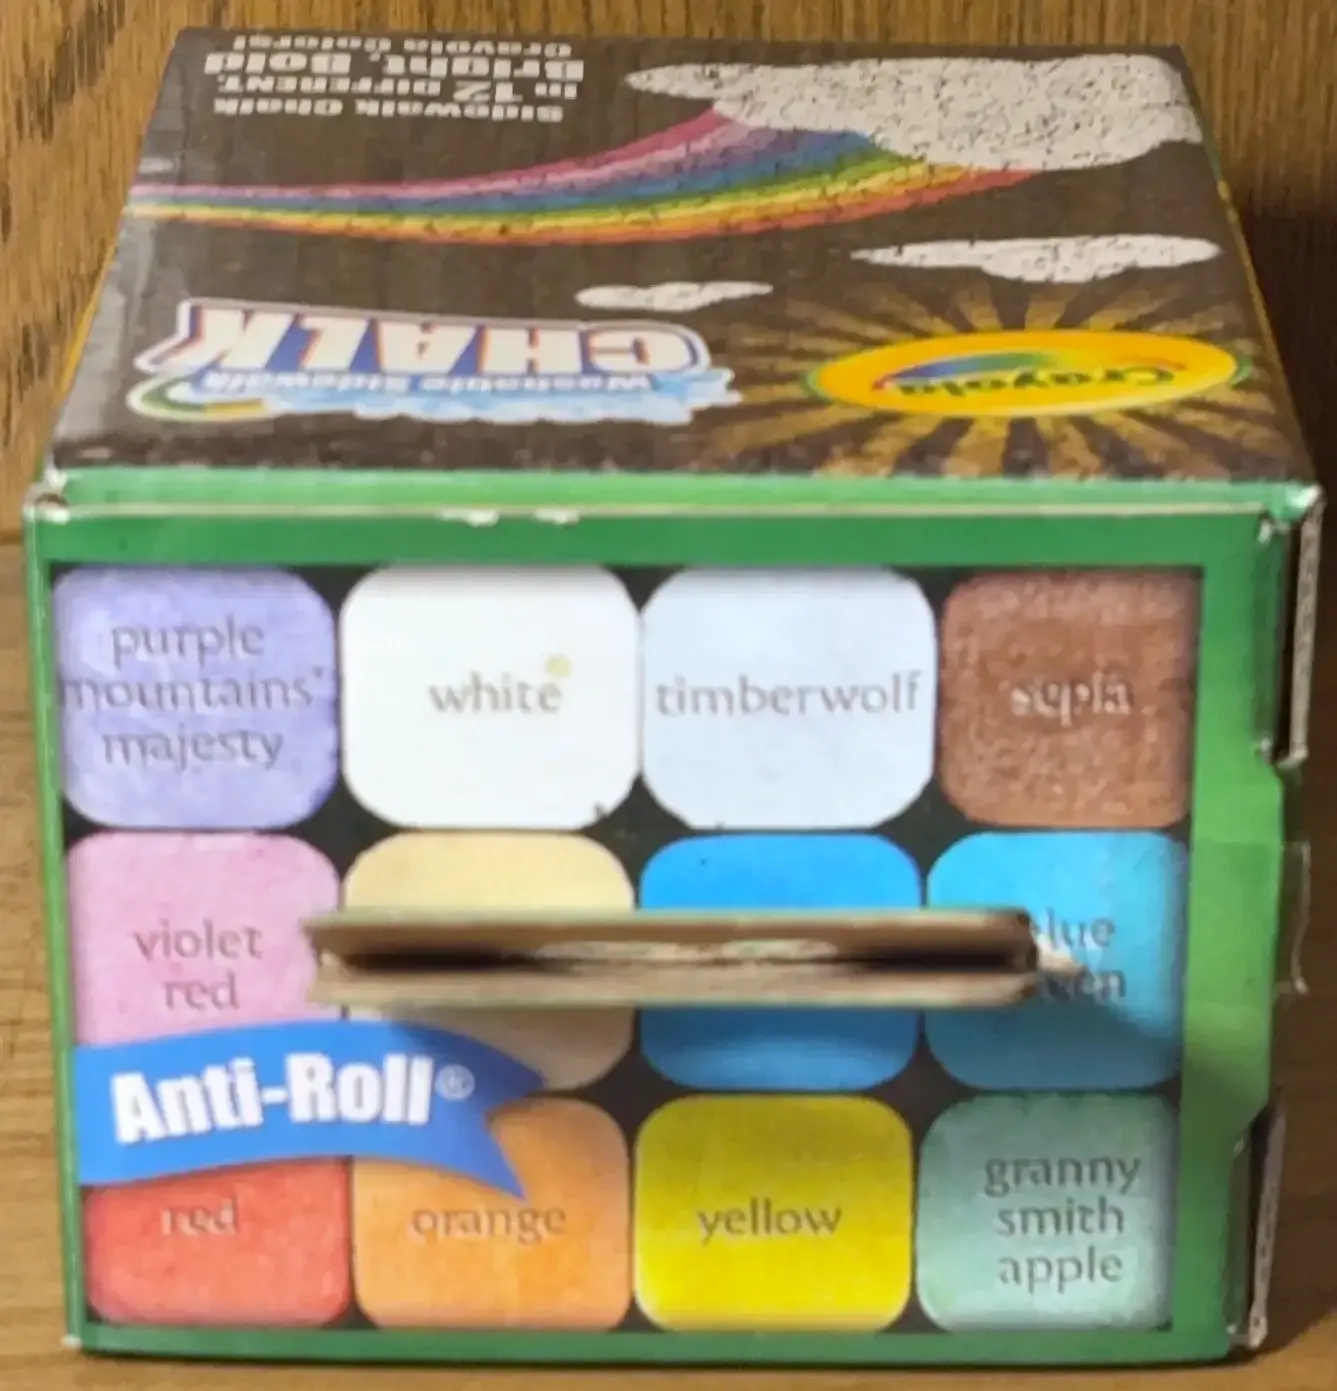 Sidewalk Chalk
in 12 DIFFERENT,
Bright, Bold
Crayola Colors!
Crayola
Washable Sidewalk
CHALK
purple
mountains'
majesty
white
timberwolf
sepia
violet
red
Anti-Roll®
red
orange
yellow
granny
smith
apple